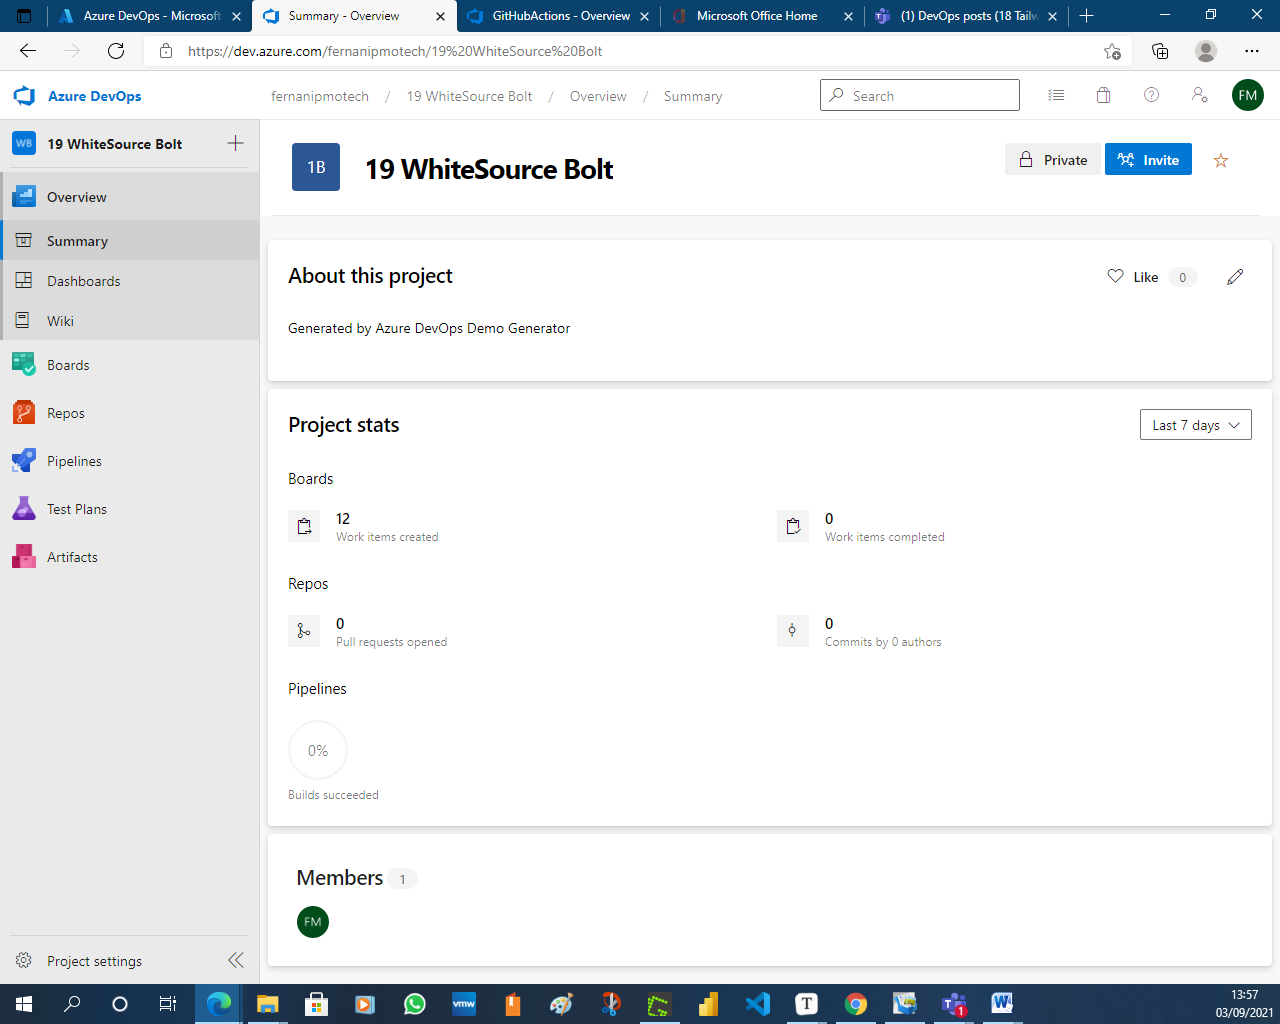 Azure DevOps - Microsoft
Summary - Overview
GitHubActions - Overview
Microsoft Office Home
(1) DevOps posts (18 Tailw
https://dev.azure.com/fernanipmotech/19%20WhiteSource%20Bolt
Azure DevOps
fernanipmotech / 19 WhiteSource Bolt / Overview / Summary
Search
FM
WB 19 WhiteSource Bolt
Overview
Summary
Dashboards
Wiki
Boards
Repos
Pipelines
Test Plans
Artifacts
Project settings
1B 19 WhiteSource Bolt
Private
Invite
About this project
Like 0
Generated by Azure DevOps Demo Generator
Project stats
Last 7 days
Boards
12
Work items created
0
Work items completed
Repos
0
Pull requests opened
0
Commits by 0 authors
Pipelines
0%
Builds succeeded
Members 1
FM
vmw
T
1
W
13:57
03/09/2021